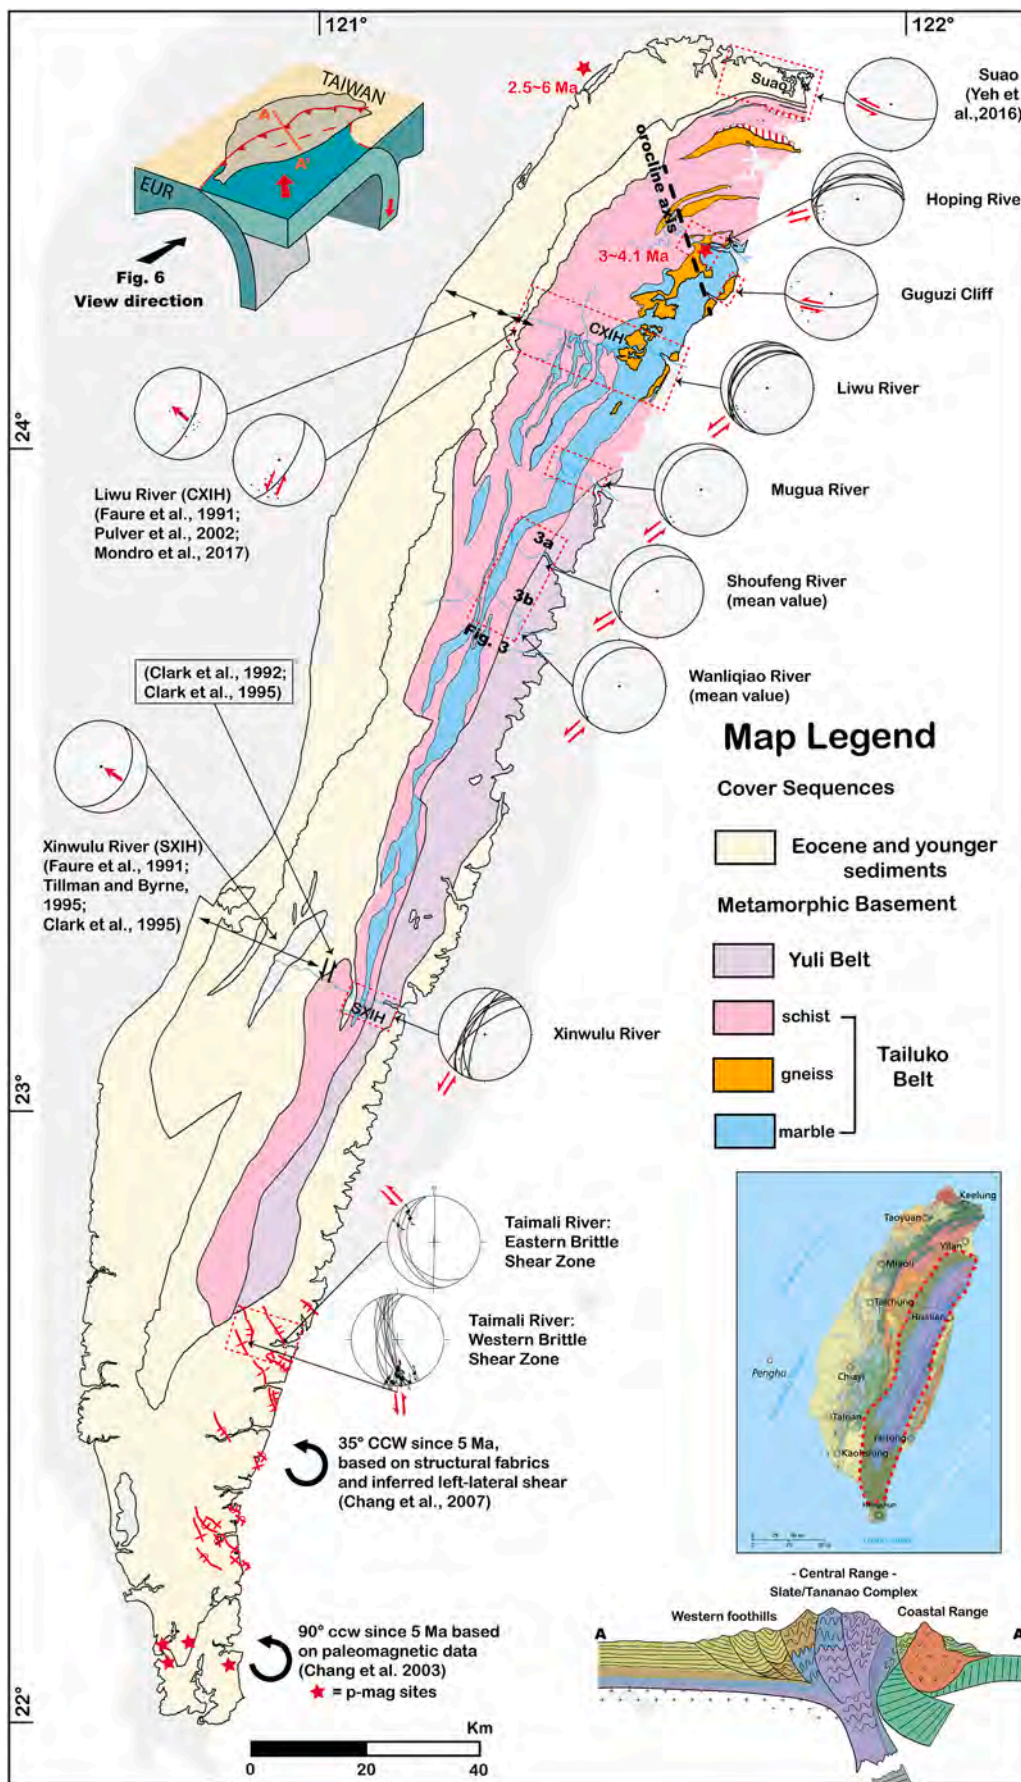 121°
122°
TAIWAN
A
A'
EUR
Fig. 6
View direction
2.5~6 Ma
Suao
Suao
(Yeh et
al.,2016)
orocline axis
Hoping River
3~4.1 Ma
Guguzi Cliff
CXIH
Liwu River
24°
Liwu River (CXIH)
(Faure et al., 1991;
Pulver et al., 2002;
Mondro et al., 2017)
Mugua River
3a
Shoufeng River
(mean value)
3b
Fig. 3
Wanliqiao River
(mean value)
(Clark et al., 1992;
Clark et al., 1995)
Map Legend
Cover Sequences
Eocene and younger
sediments
Metamorphic Basement
Yuli Belt
schist
gneiss
marble
Tailuko
Belt
Xinwulu River (SXIH)
(Faure et al., 1991;
Tillman and Byrne,
1995;
Clark et al., 1995)
SXIH
Xinwulu River
23°
Taimali River:
Eastern Brittle
Shear Zone
Taimali River:
Western Brittle
Shear Zone
Keelung
Taoyuan
Yilan
Miaoli
Taichung
Hualian
Penghu
Chiayi
Tainan
Taitong
Kaohsiung
35° CCW since 5 Ma,
based on structural fabrics
and inferred left-lateral shear
(Chang et al., 2007)
90° ccw since 5 Ma based
on paleomagnetic data
(Chang et al. 2003)
= p-mag sites
22°
Km
0
20
40
- Central Range -
Slate/Tananao Complex
Western foothills
Coastal Range
A
A'